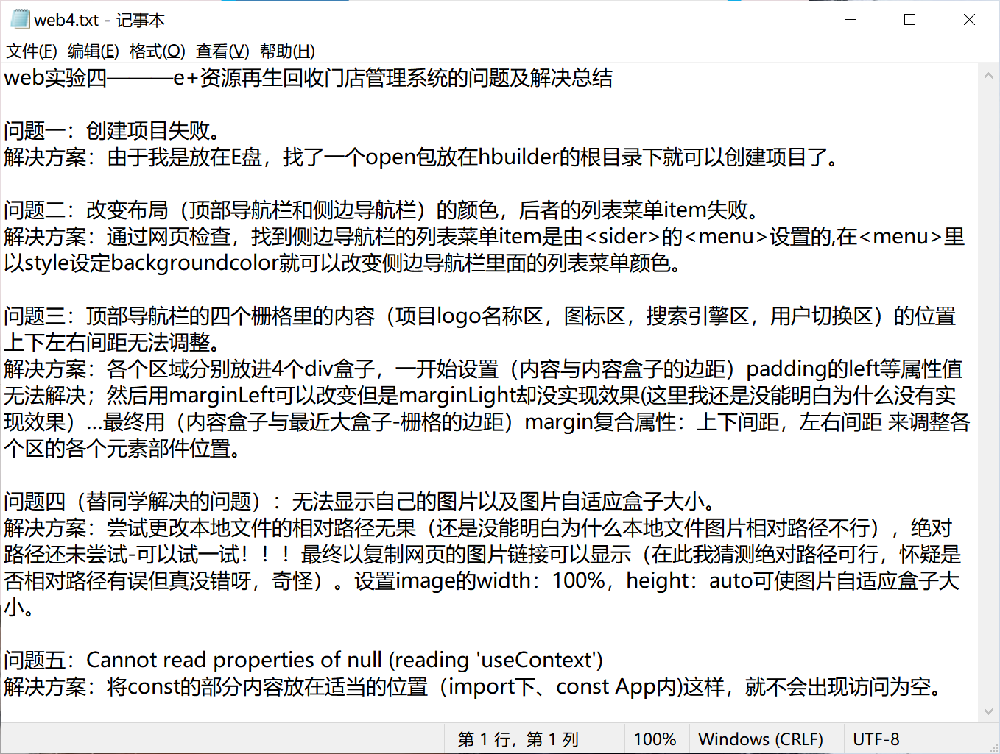 web4.txt - 记事本
文件(F) 编辑(E) 格式(O) 查看(V) 帮助(H)
web实验四———e+资源再生回收门店管理系统的问题及解决总结
问题一：创建项目失败。
解决方案：由于我是放在E盘，找了一个open包放在hbuilder的根目录下就可以创建项目了。
问题二：改变布局（顶部导航栏和侧边导航栏）的颜色，后者的列表菜单item失败。
解决方案：通过网页检查，找到侧边导航栏的列表菜单item是由<sider>的<menu>设置的,在<menu>里
以style设定backgroundcolor就可以改变侧边导航栏里面的列表菜单颜色。
问题三：顶部导航栏的四个栅格里的内容（项目logo名称区，图标区，搜索引擎区，用户切换区）的位置
上下左右间距无法调整。
解决方案：各个区域分别放进4个div盒子，一开始设置（内容与内容盒子的边距）padding的left等属性值
无法解决；然后用marginLeft可以改变但是marginLight却没实现效果(这里我还是没能明白为什么没有实
现效果）...最终用（内容盒子与最近大盒子-栅格的边距）margin复合属性：上下间距，左右间距 来调整各
个区的各个元素部件位置。
问题四（替同学解决的问题）：无法显示自己的图片以及图片自适应盒子大小。
解决方案：尝试更改本地文件的相对路径无果（还是没能明白为什么本地文件图片相对路径不行），绝对
路径还未尝试-可以试一试！！！最终以复制网页的图片链接可以显示（在此我猜测绝对路径可行，怀疑是
否相对路径有误但真没错呀，奇怪）。设置image的width：100%，height：auto可使图片自适应盒子大
小。
问题五：Cannot read properties of null (reading 'useContext')
解决方案：将const的部分内容放在适当的位置（import下、const App内)这样，就不会出现访问为空。
第 1 行，第 1 列 100% Windows (CRLF) UTF-8